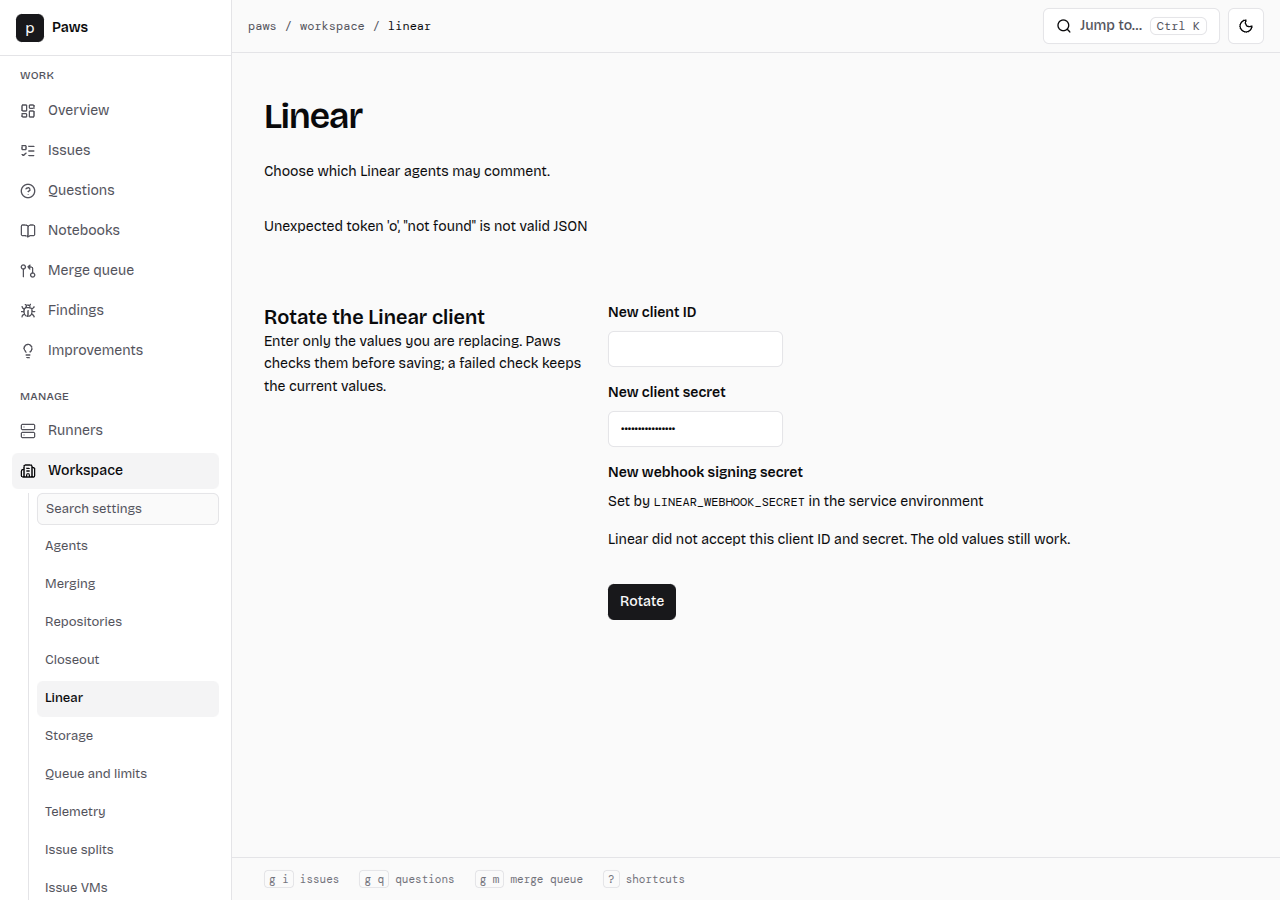 p Paws
paws / workspace / linear
Jump to... Ctrl K
WORK
Overview
Issues
Questions
Notebooks
Merge queue
Findings
Improvements
MANAGE
Runners
Workspace
Search settings
Agents
Merging
Repositories
Closeout
Linear
Storage
Queue and limits
Telemetry
Issue splits
Issue VMs
Linear
Choose which Linear agents may comment.
Unexpected token 'o', "not found" is not valid JSON
Rotate the Linear client
Enter only the values you are replacing. Paws
checks them before saving; a failed check keeps
the current values.
New client ID
New client secret
••••••••••••••••
New webhook signing secret
Set by LINEAR_WEBHOOK_SECRET in the service environment
Linear did not accept this client ID and secret. The old values still work.
Rotate
g i issues g q questions g m merge queue ? shortcuts